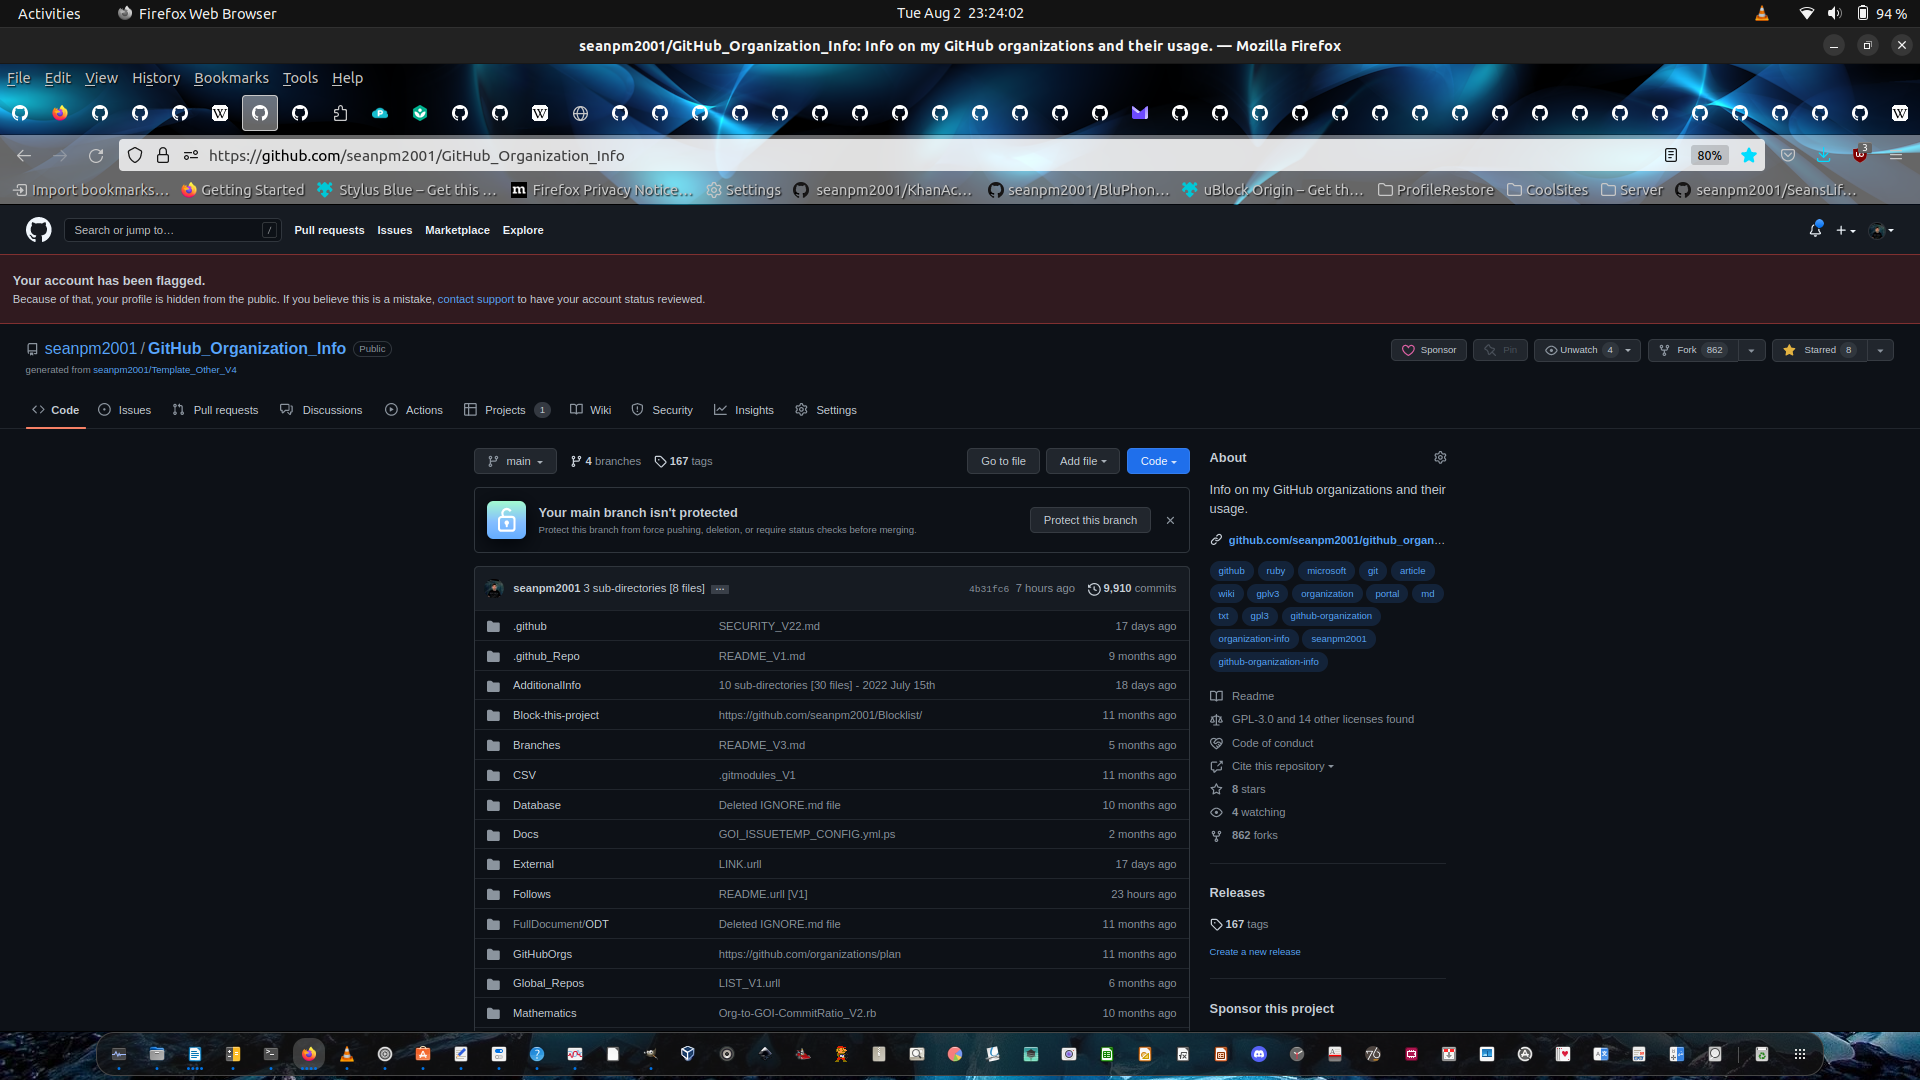 Activities
Firefox Web Browser
Tue Aug 2 23:24:02
94 %
seanpm2001/GitHub_Organization_Info: Info on my GitHub organizations and their usage. — Mozilla Firefox
File Edit View History Bookmarks Tools Help
https://github.com/seanpm2001/GitHub_Organization_Info
80%
3
Import bookmarks…
Getting Started
Stylus Blue – Get this …
Firefox Privacy Notice…
Settings
seanpm2001/KhanAc…
seanpm2001/BluPhon…
uBlock Origin – Get th…
ProfileRestore
CoolSites
Server
seanpm2001/SeansLif…
Search or jump to…
/
Pull requests
Issues
Marketplace
Explore
Your account has been flagged.
Because of that, your profile is hidden from the public. If you believe this is a mistake, contact support to have your account status reviewed.
seanpm2001 / GitHub_Organization_Info
Public
generated from seanpm2001/Template_Other_V4
Sponsor
Pin
Unwatch 4
Fork 862
Starred 8
Code
Issues
Pull requests
Discussions
Actions
Projects 1
Wiki
Security
Insights
Settings
main
4 branches
167 tags
Go to file
Add file
Code
Your main branch isn't protected
Protect this branch from force pushing, deletion, or require status checks before merging.
Protect this branch
seanpm2001 3 sub-directories [8 files] …
4b31fc6 7 hours ago
9,910 commits
.github SECURITY_V22.md 17 days ago
.github_Repo README_V1.md 9 months ago
AdditionalInfo 10 sub-directories [30 files] - 2022 July 15th 18 days ago
Block-this-project https://github.com/seanpm2001/Blocklist/ 11 months ago
Branches README_V3.md 5 months ago
CSV .gitmodules_V1 11 months ago
Database Deleted IGNORE.md file 10 months ago
Docs GOI_ISSUETEMP_CONFIG.yml.ps 2 months ago
External LINK.urll 17 days ago
Follows README.urll [V1] 23 hours ago
FullDocument/ODT Deleted IGNORE.md file 11 months ago
GitHubOrgs https://github.com/organizations/plan 11 months ago
Global_Repos LIST_V1.urll 6 months ago
Mathematics Org-to-GOI-CommitRatio_V2.rb 10 months ago
About
Info on my GitHub organizations and their
usage.
github.com/seanpm2001/github_organ…
github ruby microsoft git article
wiki gplv3 organization portal md
txt gpl3 github-organization
organization-info seanpm2001
github-organization-info
Readme
GPL-3.0 and 14 other licenses found
Code of conduct
Cite this repository
8 stars
4 watching
862 forks
Releases
167 tags
Create a new release
Sponsor this project